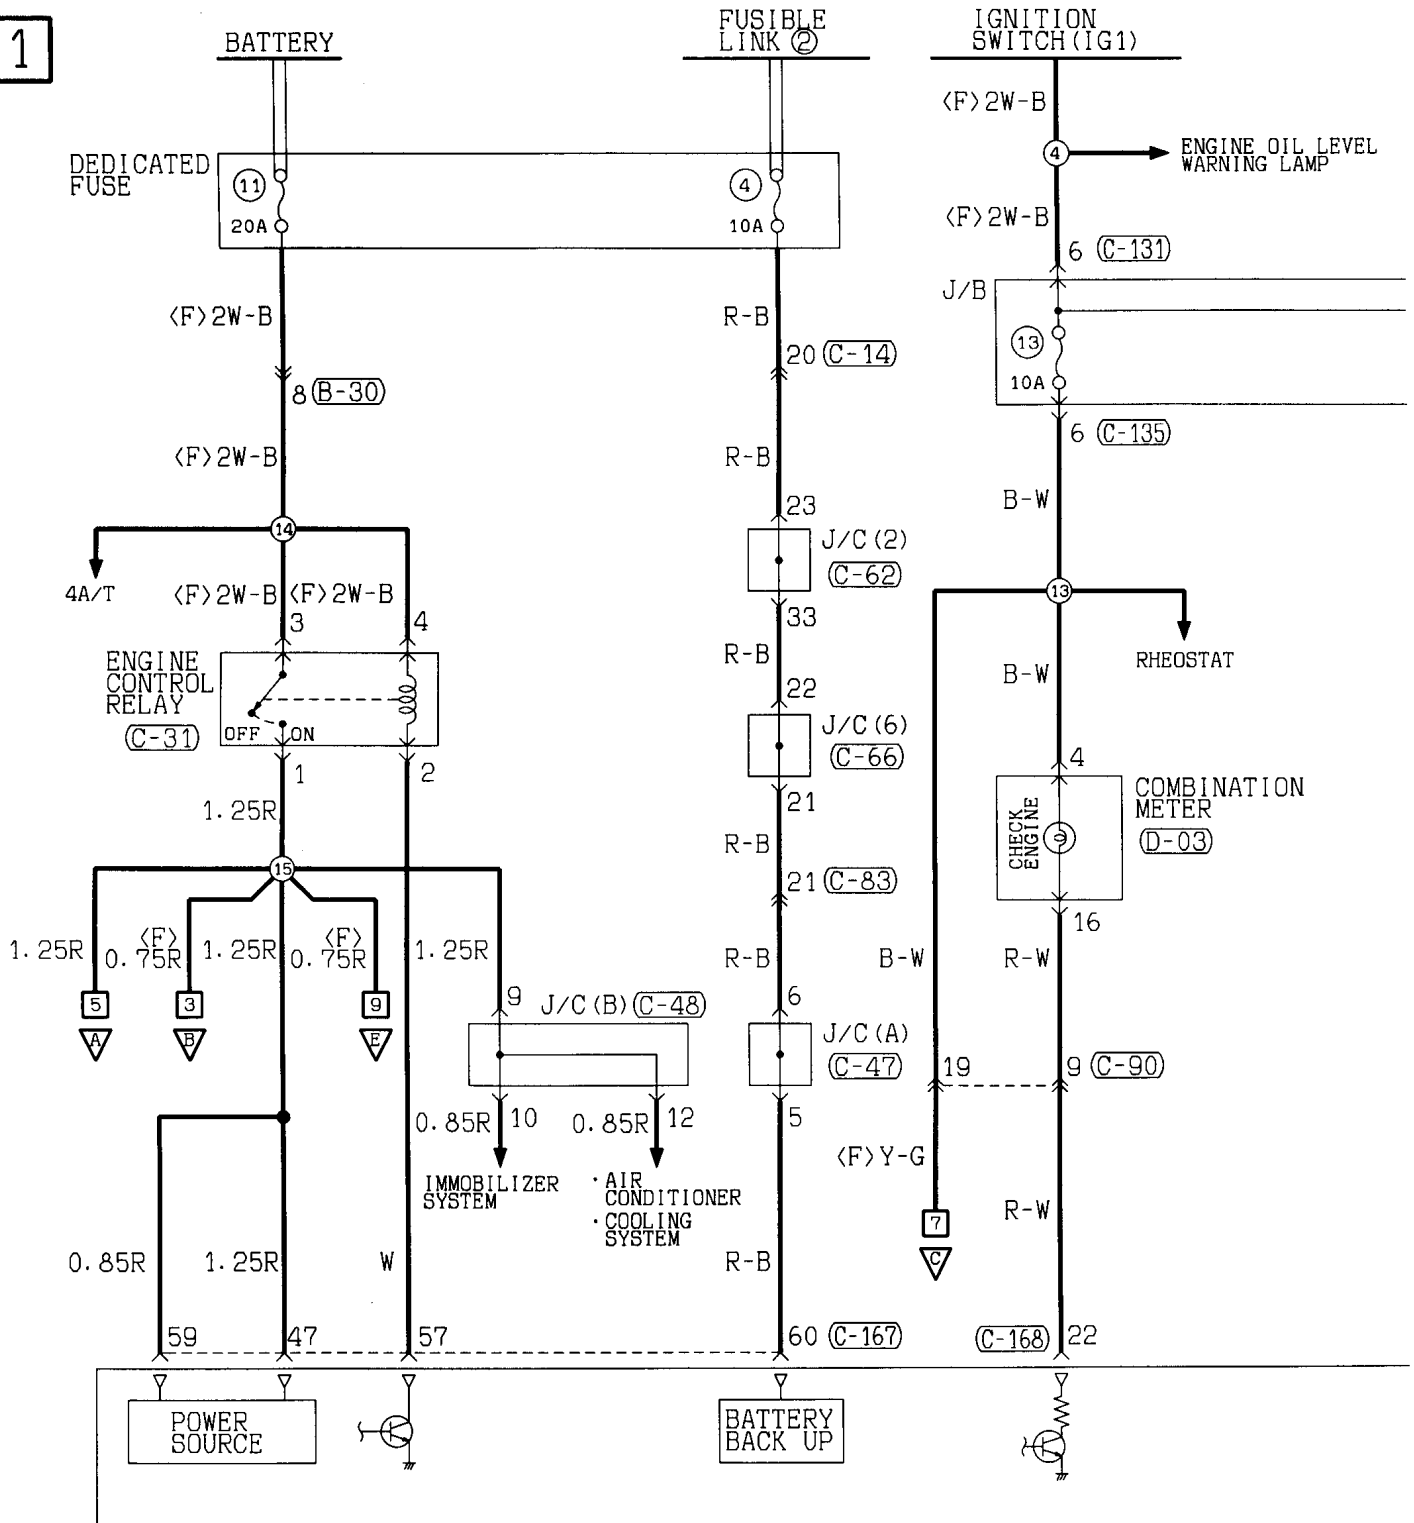 1
BATTERY
FUSIBLE
LINK ②
IGNITION
SWITCH(IG1)
<F>2W-B
4
ENGINE OIL LEVEL
WARNING LAMP
DEDICATED
FUSE
11
20A
4
10A
<F>2W-B
6 C-131
J/B
13
10A
<F>2W-B
R-B
8 B-30
20 C-14
6 C-135
<F>2W-B
R-B
B-W
23
14
J/C(2)
C-62
4A/T
<F>2W-B
<F>2W-B
33
13
3
4
R-B
RHEOSTAT
ENGINE
CONTROL
RELAY
C-31
OFF
ON
B-W
22
J/C(6)
C-66
1
2
4
21
1.25R
CHECK
ENGINE
COMBINATION
METER
D-03
R-B
15
21 C-83
16
1.25R
<F>
0.75R
1.25R
<F>
0.75R
1.25R
R-B
B-W
R-W
5
3
9
A
B
E
9
J/C(B) C-48
6
J/C(A)
C-47
19
9 C-90
0.85R
10
0.85R
12
5
IMMOBILIZER
SYSTEM
・AIR
CONDITIONER
・COOLING
SYSTEM
<F>Y-G
7
C
R-W
0.85R
1.25R
W
R-B
59
47
57
60 C-167
C-168 22
POWER
SOURCE
BATTERY
BACK UP